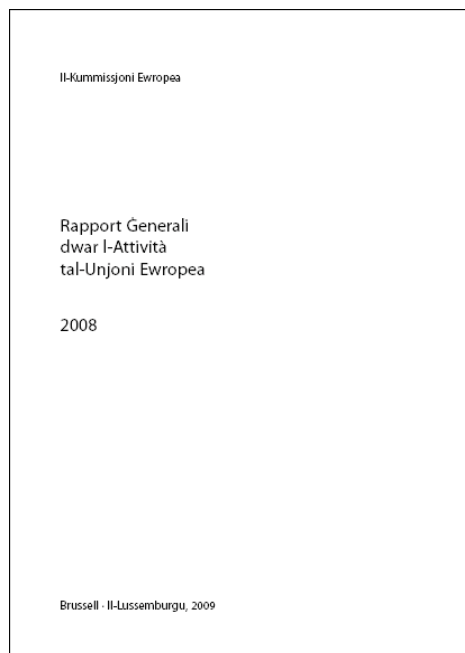 Il-Kummissjoni Ewropea
Rapport Ġenerali
dwar l-Attività
tal-Unjoni Ewropea
2008
Brussell · Il-Lussemburgu, 2009